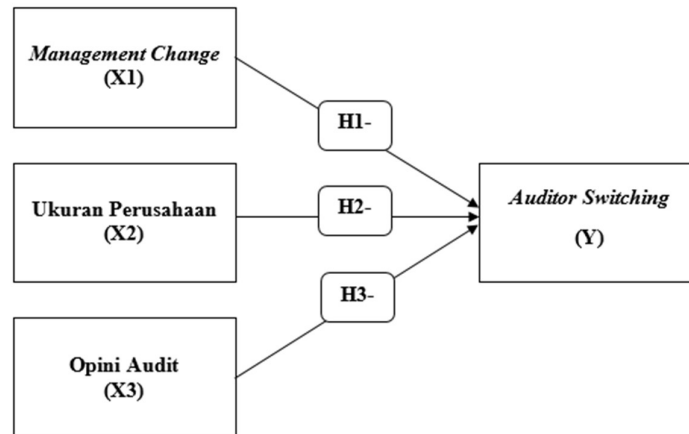 Management Change
(X1)
H1-
Ukuran Perusahaan
(X2)
H2-
Auditor Switching
(Y)
H3-
Opini Audit
(X3)